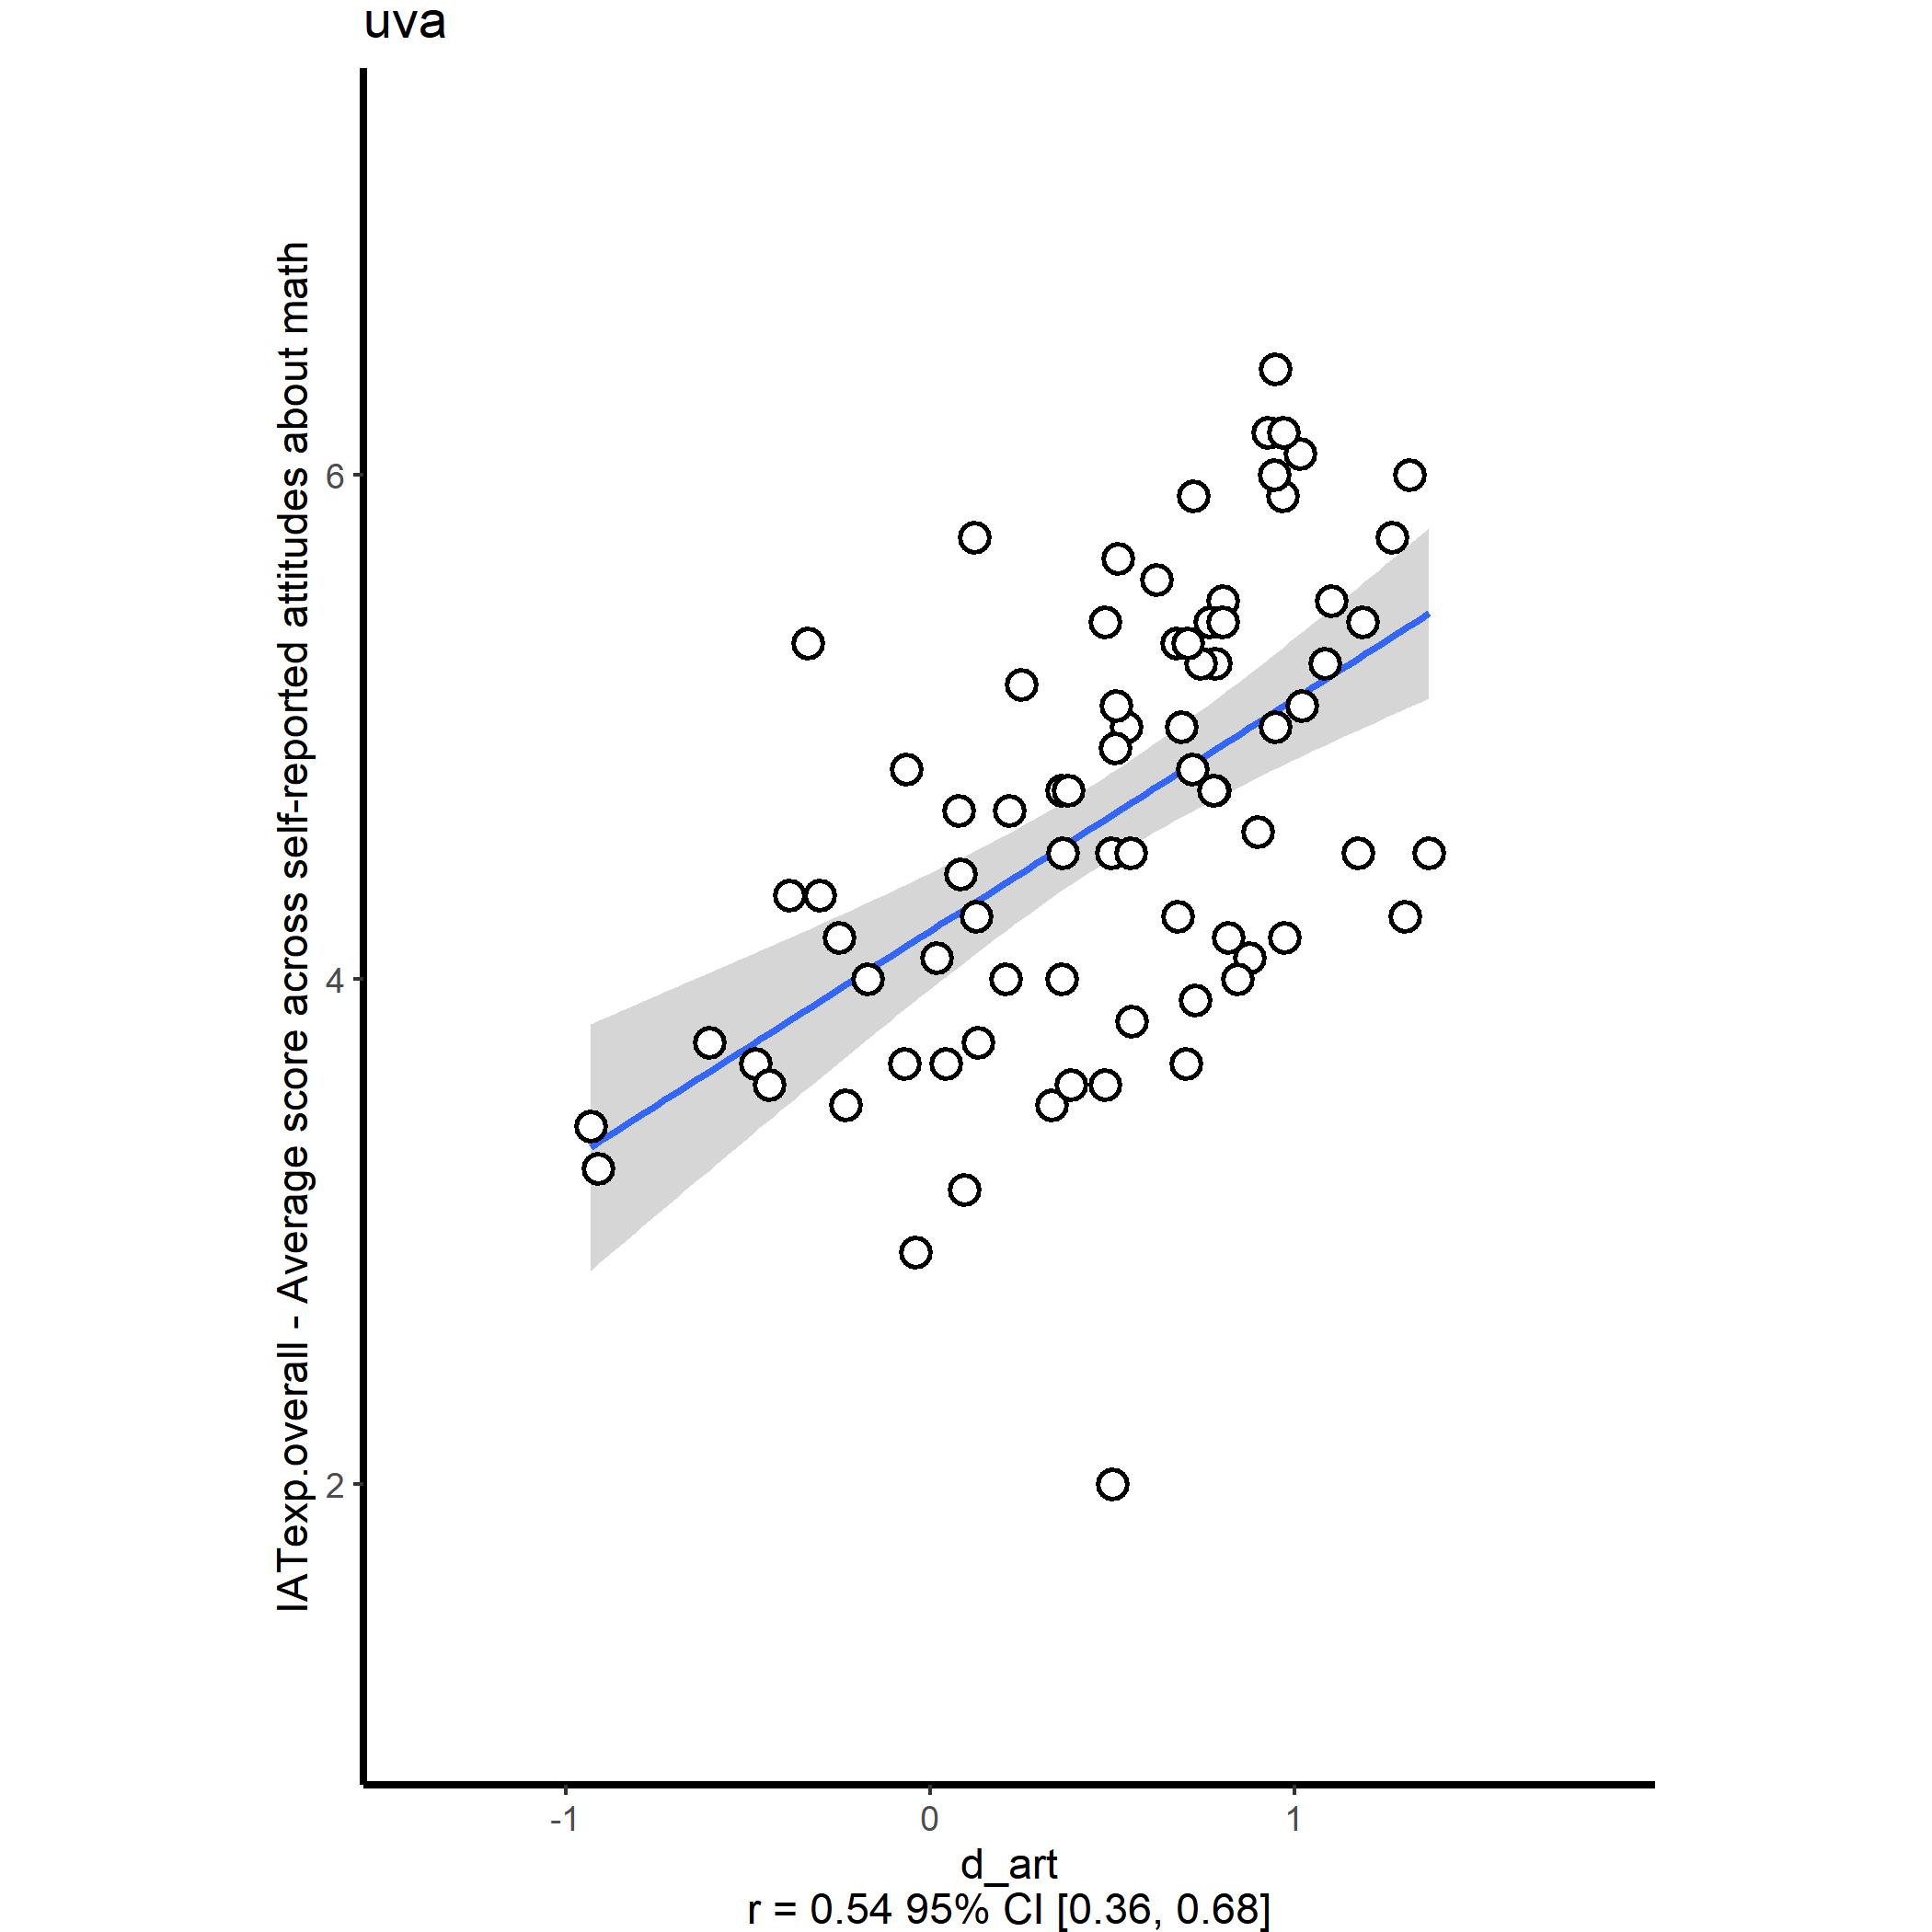 uva
IATexp.overall - Average score across self-reported attitudes about math
6
4
2
-1
0
1
d_art
r = 0.54 95% CI [0.36, 0.68]